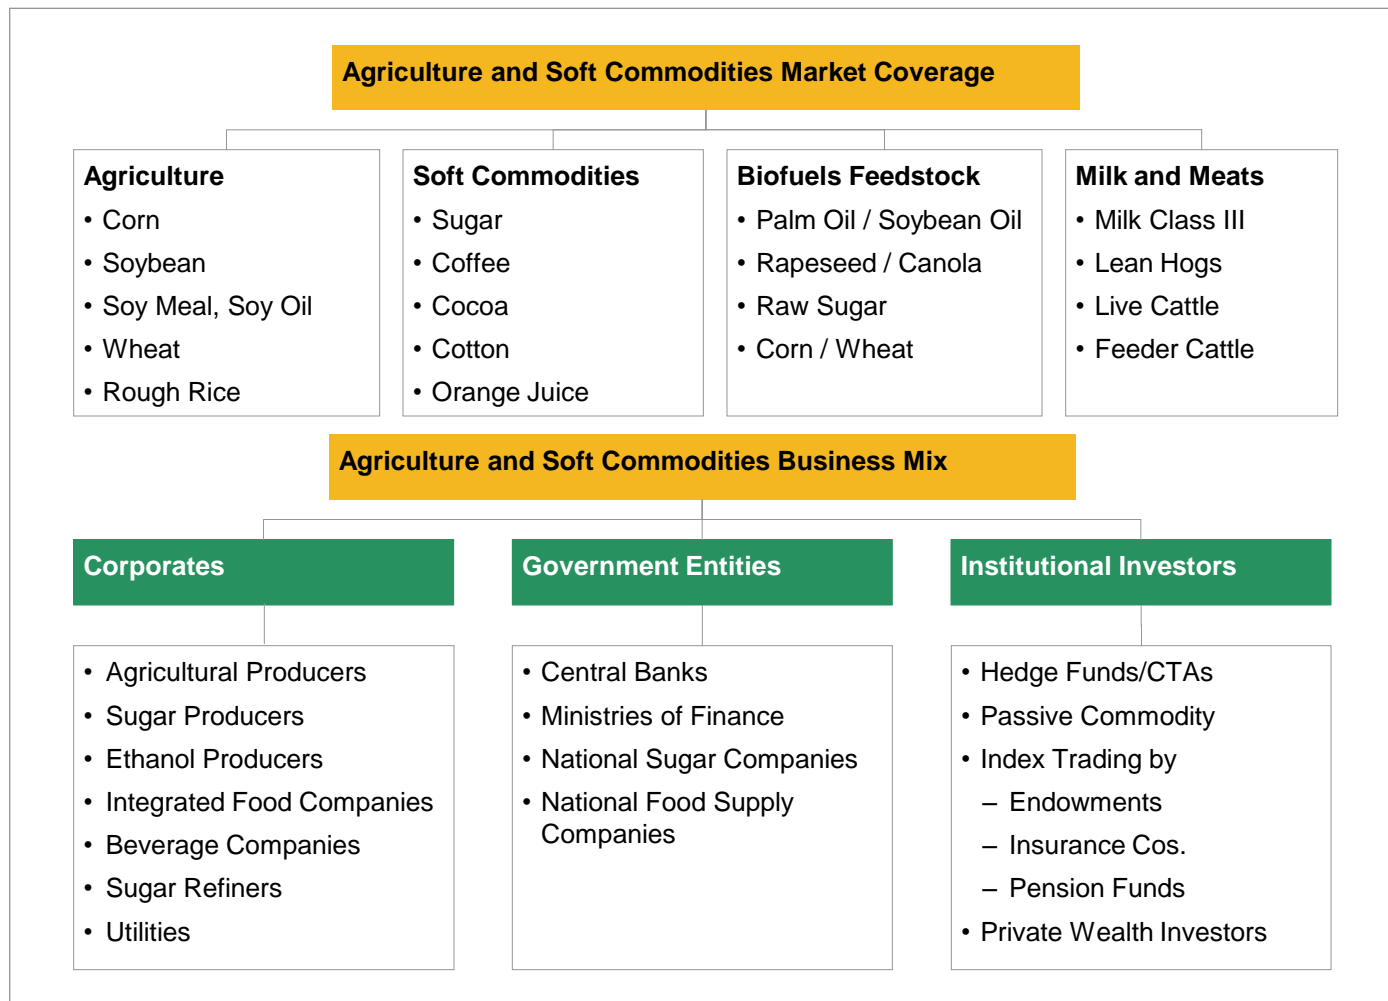 Agriculture and Soft Commodities Market Coverage
Agriculture
• Corn
• Soybean
• Soy Meal, Soy Oil
• Wheat
• Rough Rice
Soft Commodities
• Sugar
• Coffee
• Cocoa
• Cotton
• Orange Juice
Biofuels Feedstock
• Palm Oil / Soybean Oil
• Rapeseed / Canola
• Raw Sugar
• Corn / Wheat
Milk and Meats
• Milk Class III
• Lean Hogs
• Live Cattle
• Feeder Cattle
Agriculture and Soft Commodities Business Mix
Corporates
• Agricultural Producers
• Sugar Producers
• Ethanol Producers
• Integrated Food Companies
• Beverage Companies
• Sugar Refiners
• Utilities
Government Entities
• Central Banks
• Ministries of Finance
• National Sugar Companies
• National Food Supply
Companies
Institutional Investors
• Hedge Funds/CTAs
• Passive Commodity
• Index Trading by
– Endowments
– Insurance Cos.
– Pension Funds
• Private Wealth Investors